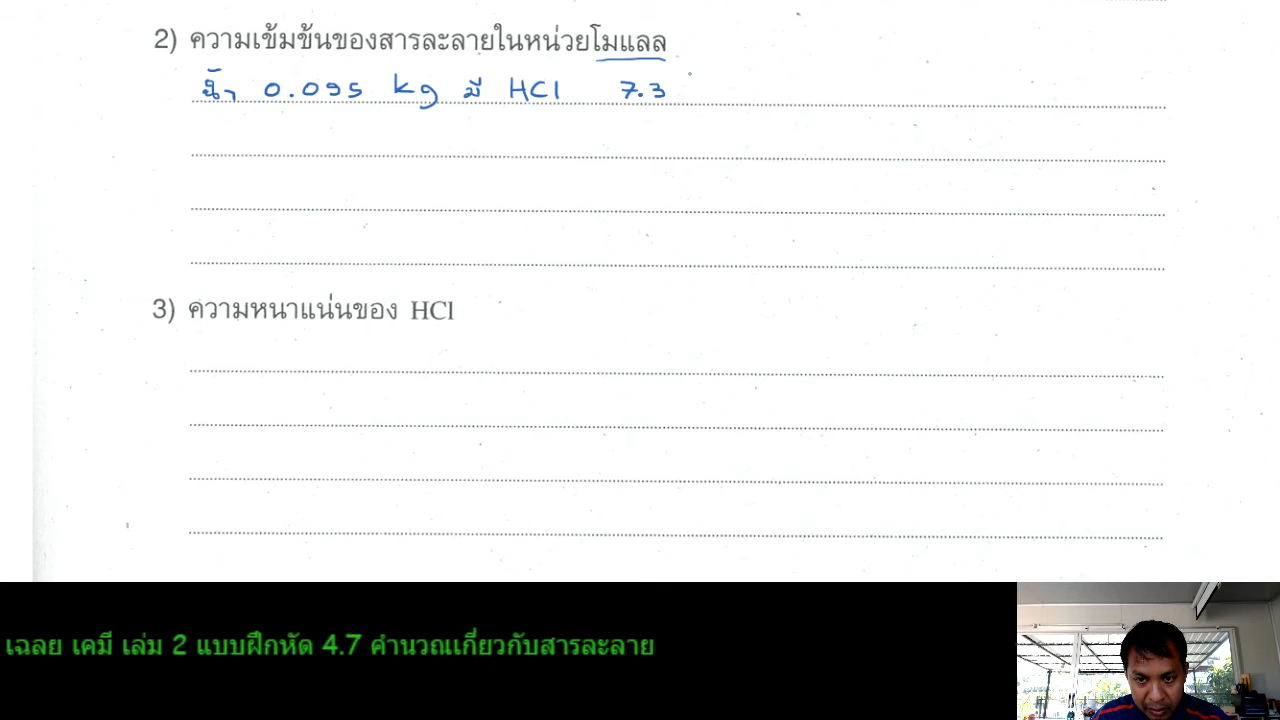 2) ความเข้มข้นของสารละลายในหน่วยโมแลล
น้ำ 0.095 kg มี HCl 7.3
3) ความหนาแน่นของ HCl
เฉลย เคมี เล่ม 2 แบบฝึกหัด 4.7 คำนวณเกี่ยวกับสารละลาย